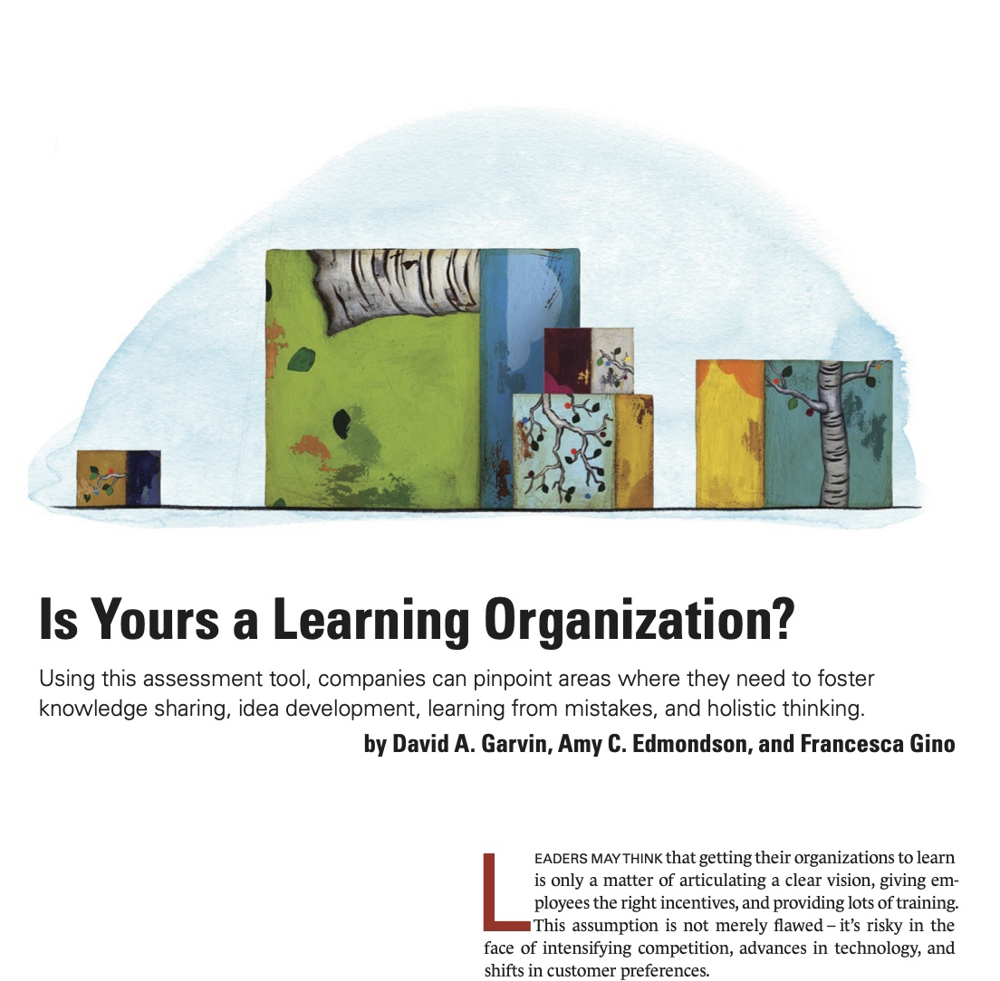 Is Yours a Learning Organization?
Using this assessment tool, companies can pinpoint areas where they need to foster
knowledge sharing, idea development, learning from mistakes, and holistic thinking.
by David A. Garvin, Amy C. Edmondson, and Francesca Gino
LEADERS MAY THINK that getting their organizations to learn
is only a matter of articulating a clear vision, giving em-
ployees the right incentives, and providing lots of training.
This assumption is not merely flawed – it’s risky in the
face of intensifying competition, advances in technology, and
shifts in customer preferences.